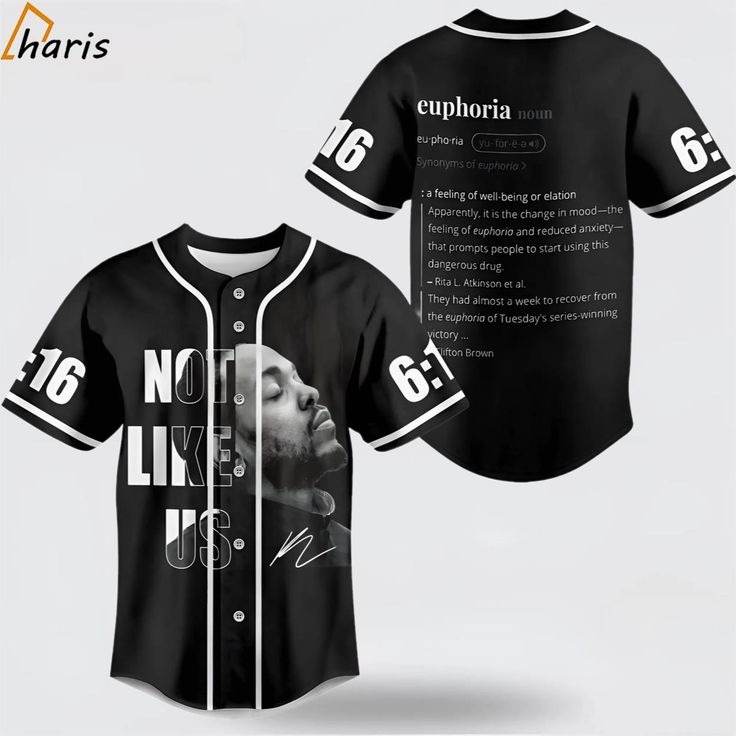 haris
euphoria noun
eu·pho·ria yu̇-ˈfȯr-ē-ə
Synonyms of euphoria >
: a feeling of well-being or elation
Apparently, it is the change in mood—the
feeling of euphoria and reduced anxiety—
that prompts people to start using this
dangerous drug.
– Rita L. Atkinson et al.
They had almost a week to recover from
the euphoria of Tuesday's series-winning
victory ...
Clifton Brown
16
6:
NOT
LIKE
US
:16
6:1